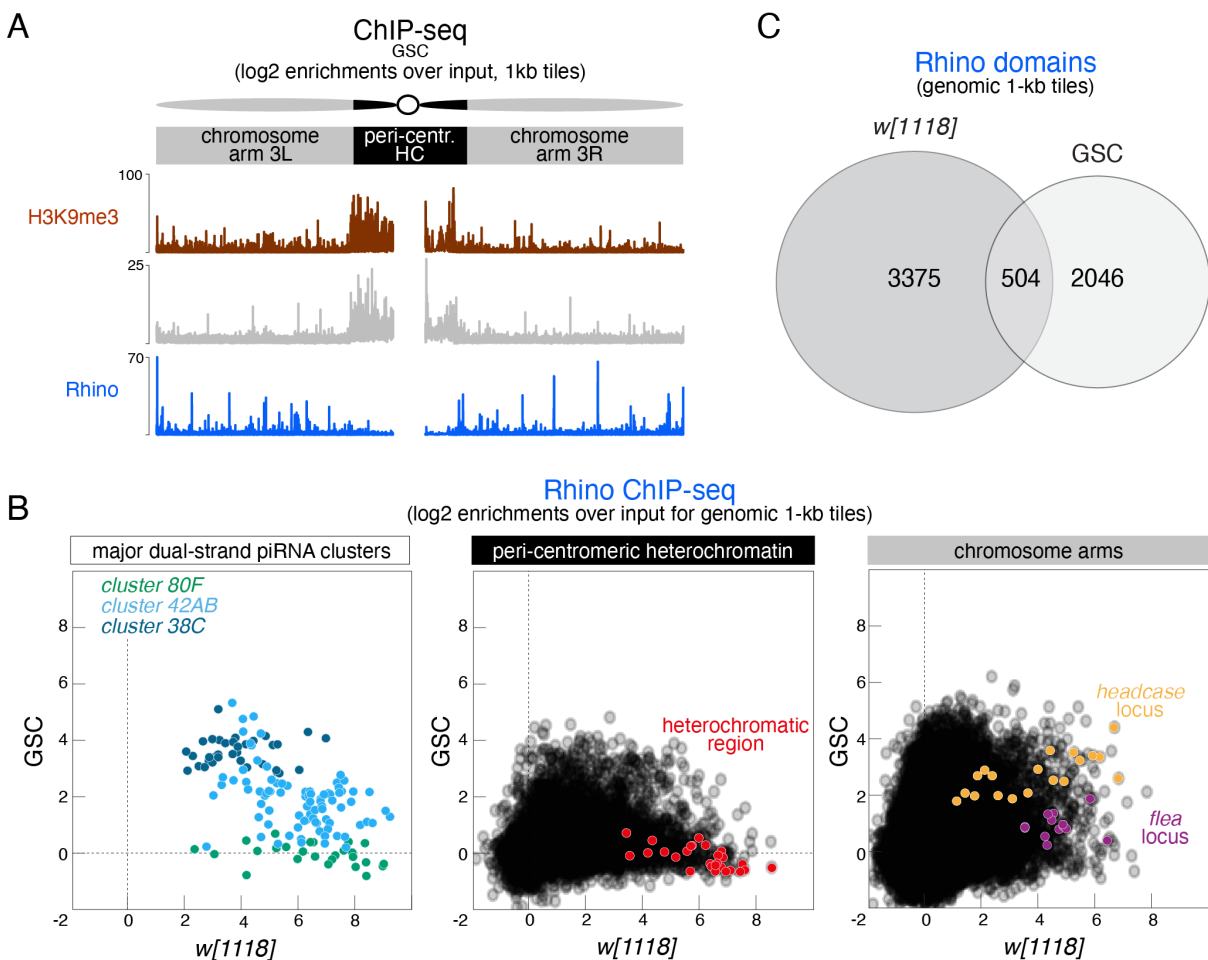 A
ChIP-seq
GSC
(log2 enrichments over input, 1kb tiles)
chromosome
arm 3L
peri-centr.
HC
chromosome
arm 3R
100
H3K9me3
25
70
Rhino
C
Rhino domains
(genomic 1-kb tiles)
w[1118]
GSC
3375
504
2046
B
Rhino ChIP-seq
(log2 enrichments over input for genomic 1-kb tiles)
major dual-strand piRNA clusters
cluster 80F
cluster 42AB
cluster 38C
8
6
4
2
0
-2
0
2
4
6
8
GSC
w[1118]
peri-centromeric heterochromatin
heterochromatic
region
8
6
4
2
0
-2
0
2
4
6
8
GSC
w[1118]
chromosome arms
headcase
locus
flea
locus
8
6
4
2
0
-2
0
2
4
6
8
GSC
w[1118]